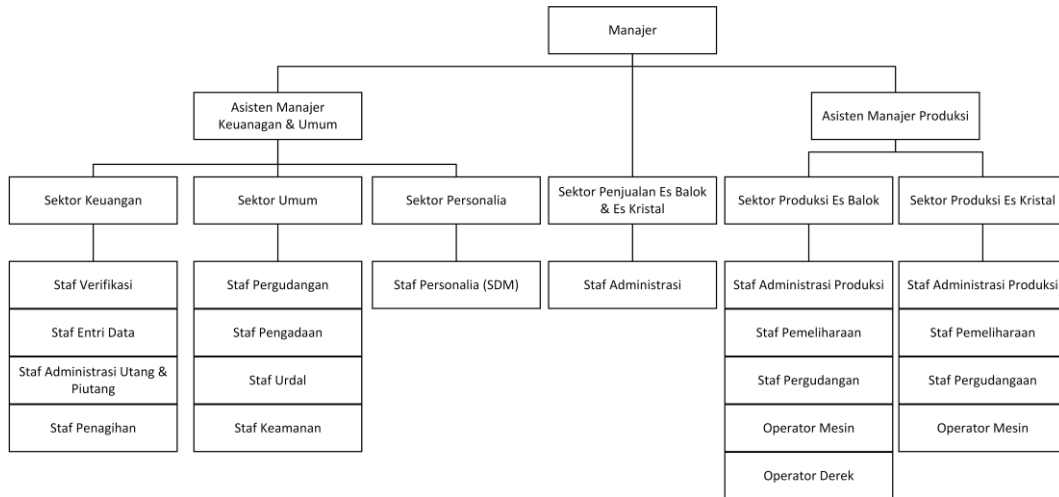 Manajer
Asisten Manajer
Keuanagan & Umum
Asisten Manajer Produksi
Sektor Keuangan
Sektor Umum
Sektor Personalia
Sektor Penjualan Es Balok
& Es Kristal
Sektor Produksi Es Balok
Sektor Produksi Es Kristal
Staf Verifikasi
Staf Entri Data
Staf Administrasi Utang &
Piutang
Staf Penagihan
Staf Pergudangan
Staf Pengadaan
Staf Urdal
Staf Keamanan
Staf Personalia (SDM)
Staf Administrasi
Staf Administrasi Produksi
Staf Pemeliharaan
Staf Pergudangan
Operator Mesin
Operator Derek
Staf Administrasi Produksi
Staf Pemeliharaan
Staf Pergudangaan
Operator Mesin